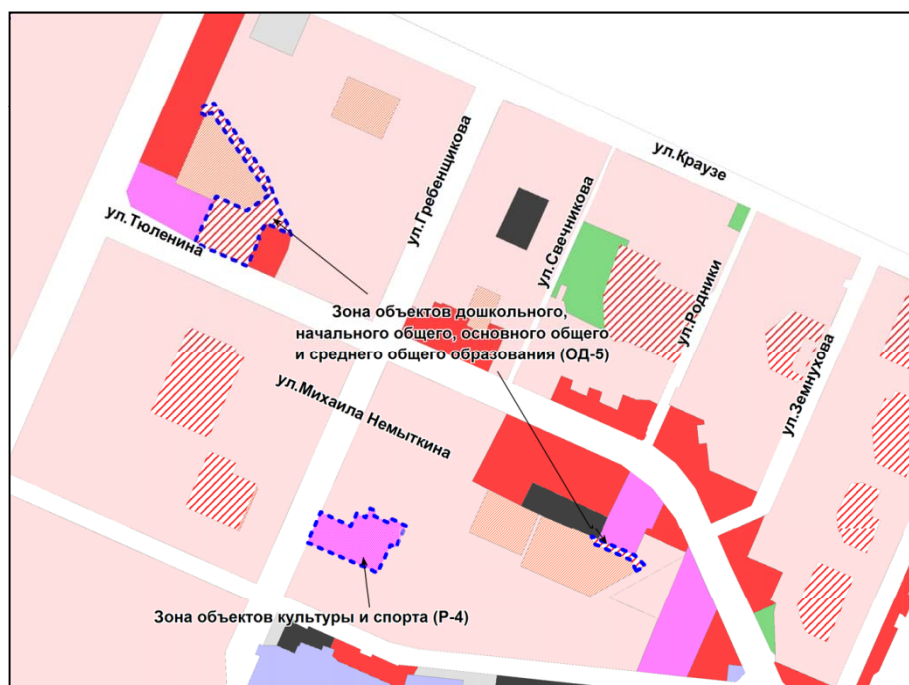 ул.Краузе
ул.Гребенщикова
ул.Свечникова
ул.Тюленина
ул.Родники
Зона объектов дошкольного,
начального общего, основного общего
и среднего общего образования (ОД-5)
ул.Земнухова
ул.Михаила Немыткина
Зона объектов культуры и спорта (Р-4)